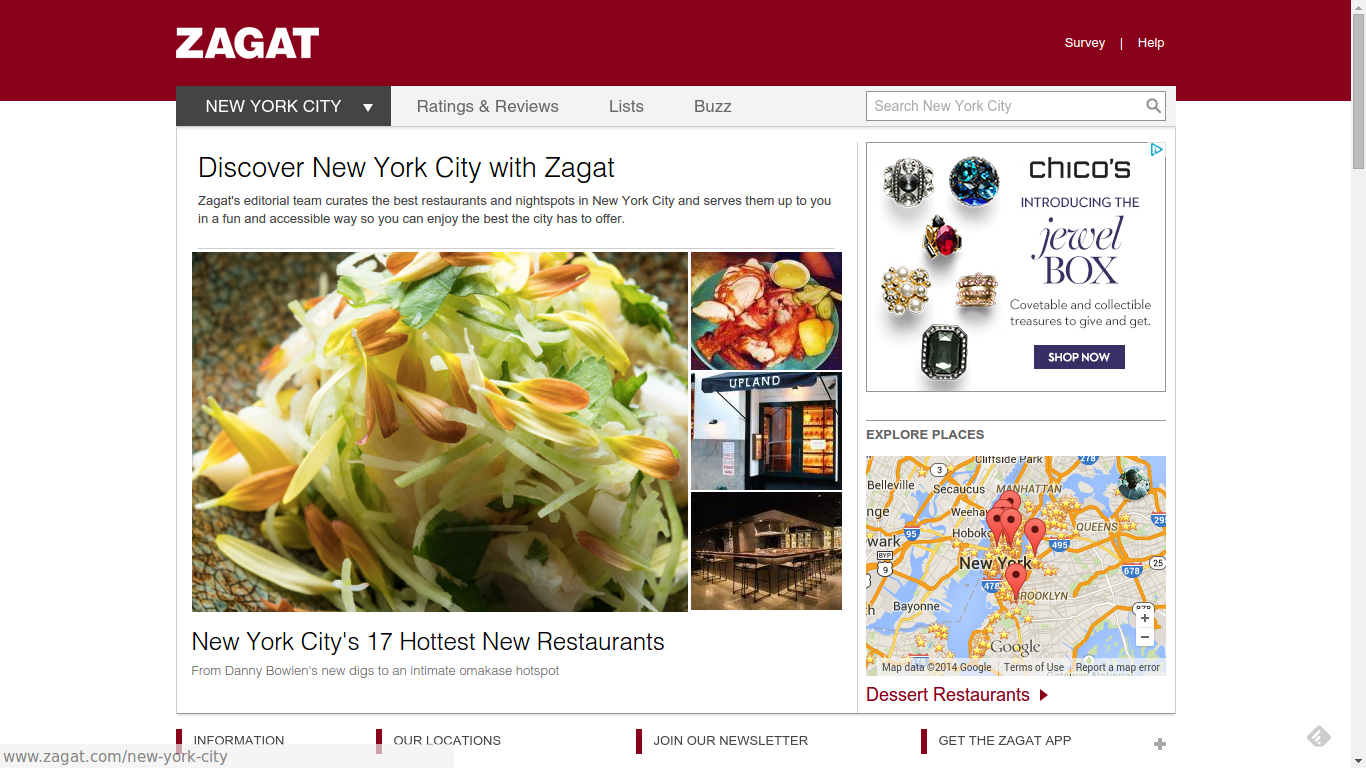 ZAGAT
Survey | Help
NEW YORK CITY
Ratings & Reviews
Lists
Buzz
Search New York City
Discover New York City with Zagat
Zagat's editorial team curates the best restaurants and nightspots in New York City and serves them up to you
in a fun and accessible way so you can enjoy the best the city has to offer.
UPLAND
New York City's 17 Hottest New Restaurants
From Danny Bowien's new digs to an intimate omakase hotspot
chico's
INTRODUCING THE
jewel
BOX
Covetable and collectible
treasures to give and get.
SHOP NOW
EXPLORE PLACES
Cliffside Park
278
3
Belleville
Secaucus
MANHATTAN
Weehaw
QUEENS
95
Hobok
495
BYP
9
New York
25
678
478
BROOKLYN
Bayonne
+
−
Google
Map data ©2014 Google
Terms of Use
Report a map error
Dessert Restaurants
INFORMATION
OUR LOCATIONS
JOIN OUR NEWSLETTER
GET THE ZAGAT APP
www.zagat.com/new-york-city